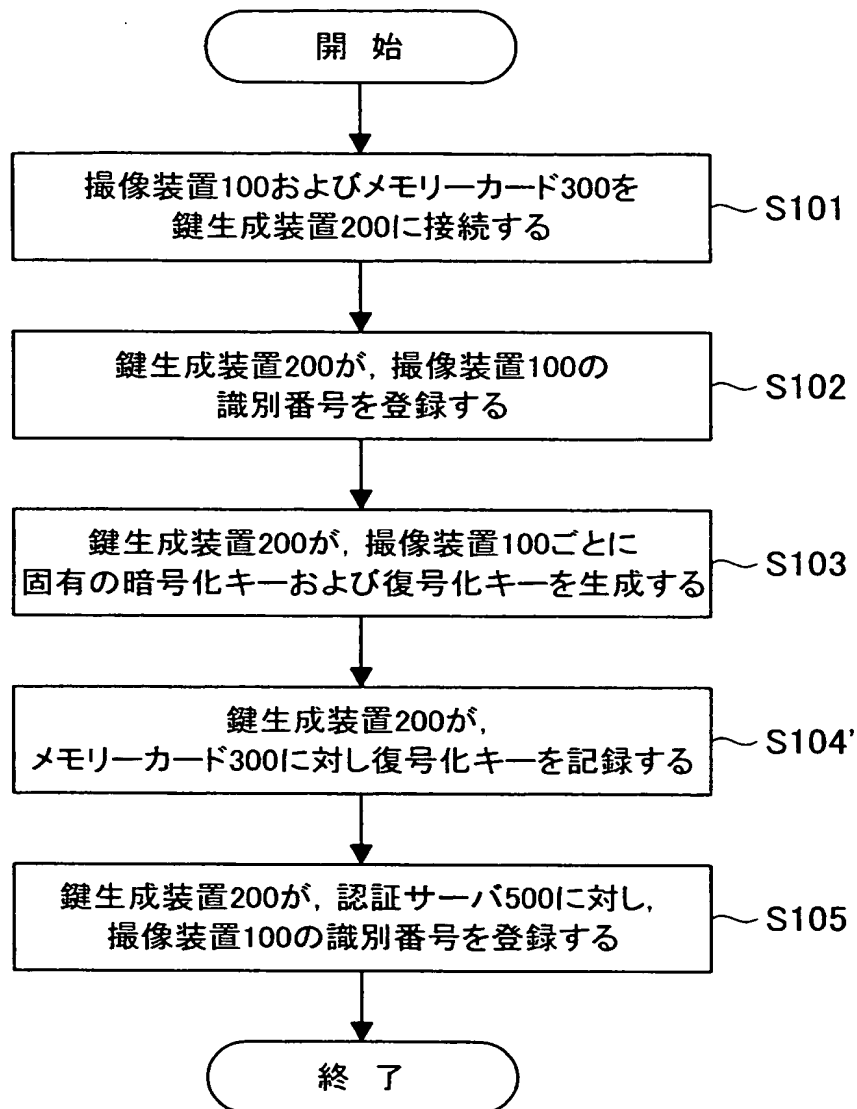 開 始
撮像装置100およびメモリーカード300を
鍵生成装置200に接続する
S101
鍵生成装置200が, 撮像装置100の
識別番号を登録する
S102
鍵生成装置200が, 撮像装置100ごとに
固有の暗号化キーおよび復号化キーを生成する
S103
鍵生成装置200が,
メモリーカード300に対し復号化キーを記録する
S104'
鍵生成装置200が, 認証サーバ500に対し,
撮像装置100の識別番号を登録する
S105
終 了